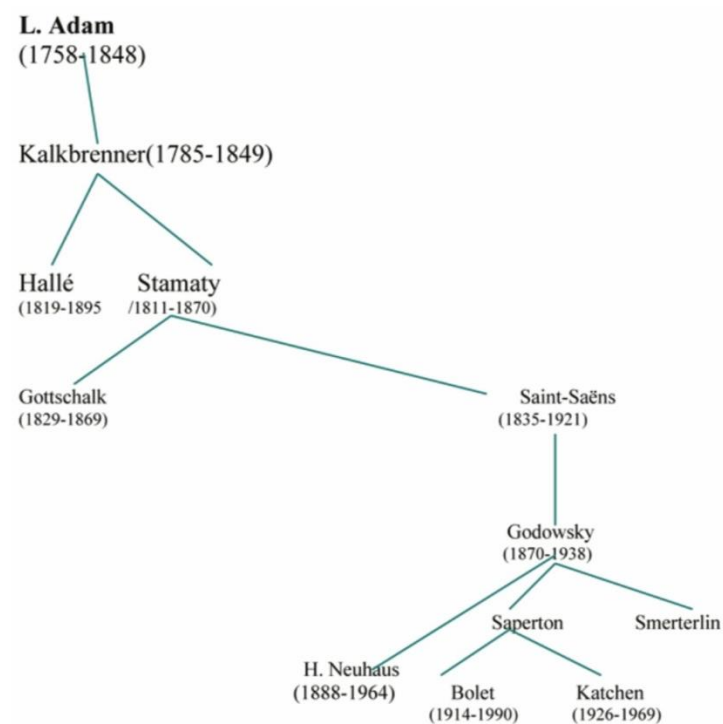 L. Adam
(1758-1848)
Kalkbrenner(1785-1849)
Hallé Stamaty
(1819-1895 /1811-1870)
Gottschalk Saint-Saëns
(1829-1869) (1835-1921)
Godowsky
(1870-1938)
Saperton Smerterlin
H. Neuhaus
(1888-1964)
Bolet Katchen
(1914-1990) (1926-1969)